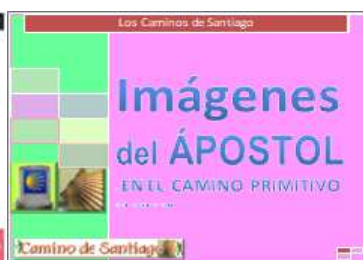 Los Caminos de Santiago
Imágenes
del ÁPOSTOL
EN EL CAMINO PRIMITIVO
Camino de Santiago